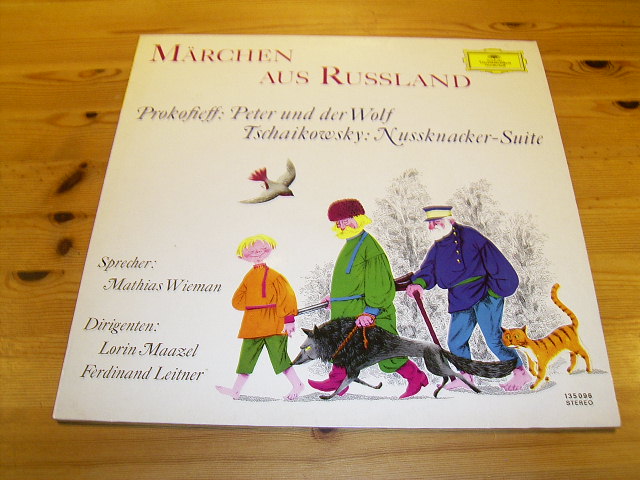 MÄRCHEN
AUS RUSSLAND
Prokofieff: Peter und der Wolf
Tschaikowsky: Nussknacker-Suite
Sprecher:
Mathias Wieman
Dirigenten:
Lorin Maazel
Ferdinand Leitner
135098
STEREO